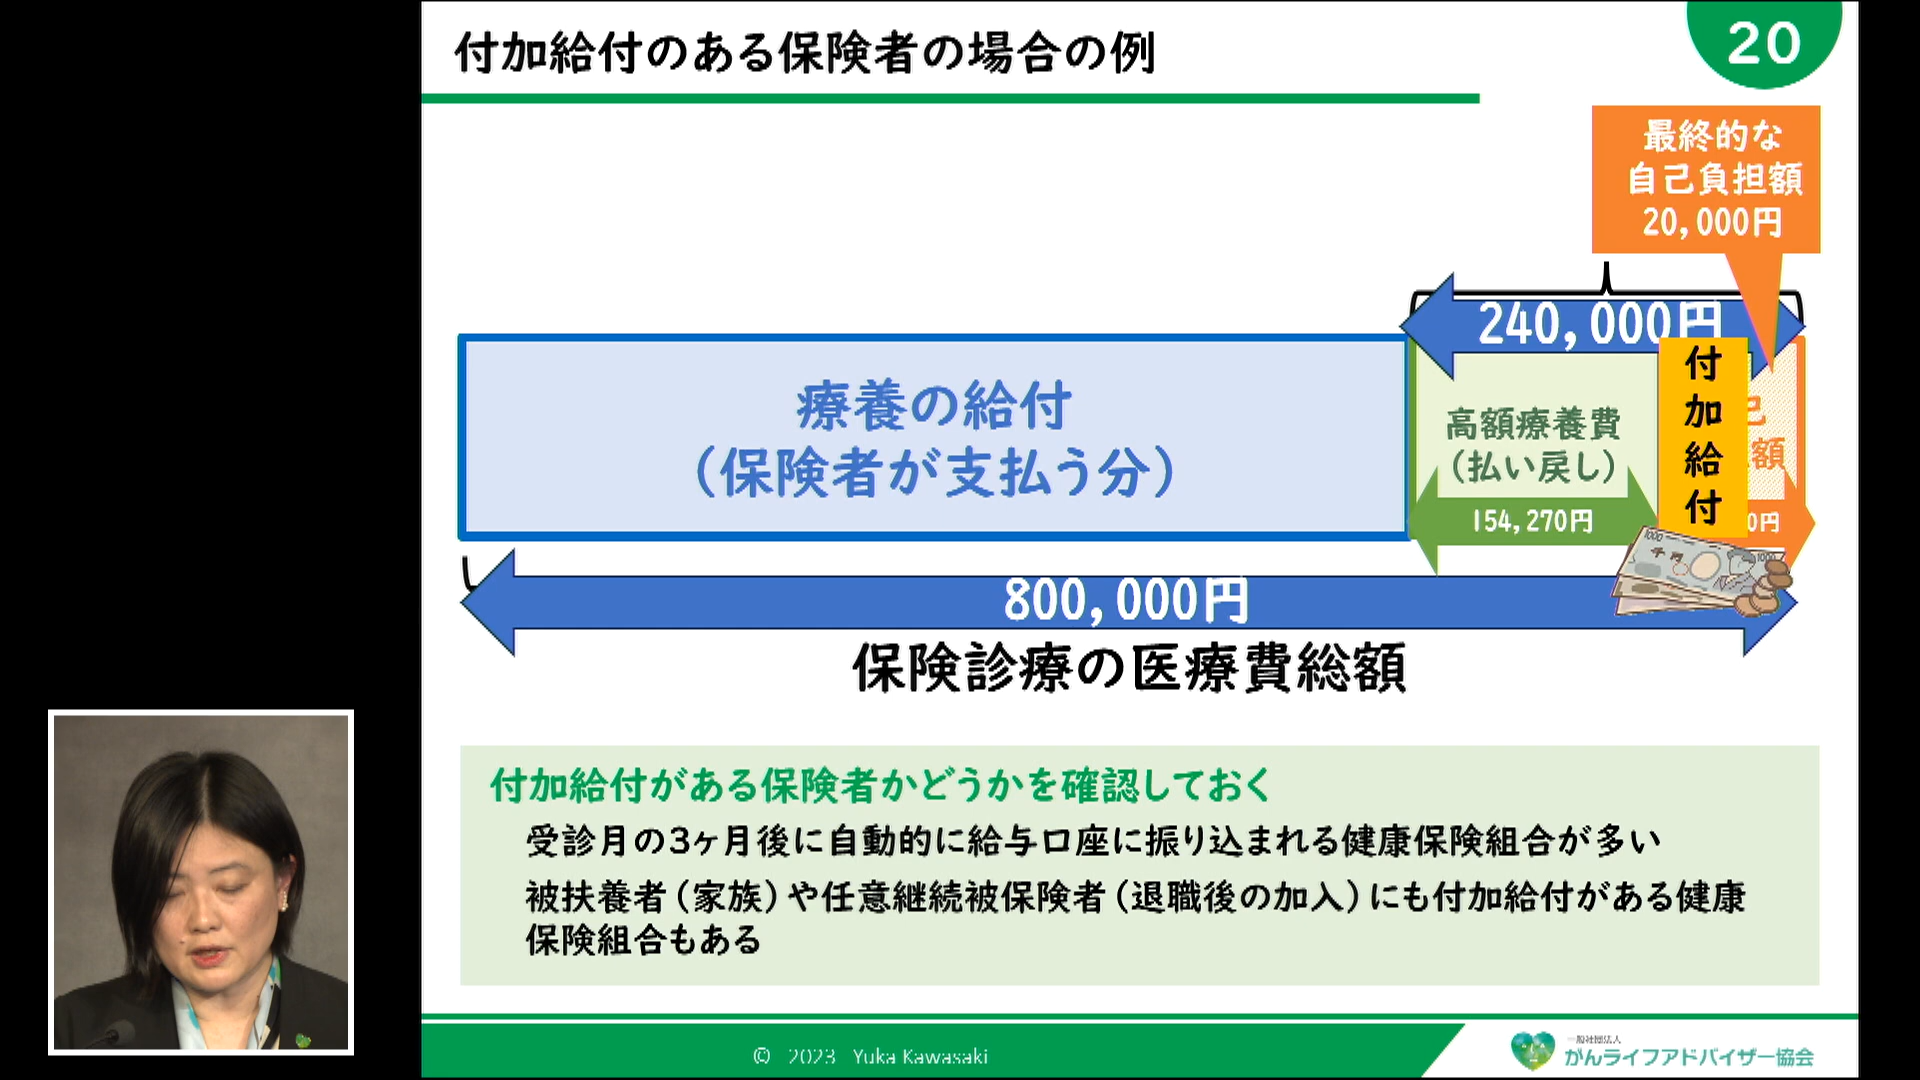 付加給付のある保険者の場合の例
20
最終的な
自己負担額
20,000円
240,000円
療養の給付
(保険者が支払う分)
高額療養費
(払い戻し)
154,270円
付
加
給
付
己
額
0円
800,000円
保険診療の医療費総額
付加給付がある保険者かどうかを確認しておく
受診月の3ヶ月後に自動的に給与口座に振り込まれる健康保険組合が多い
被扶養者(家族)や任意継続被保険者(退職後の加入)にも付加給付がある健康
保険組合もある
© 2023 Yuka Kawasaki
一般社団法人
がんライフアドバイザー協会